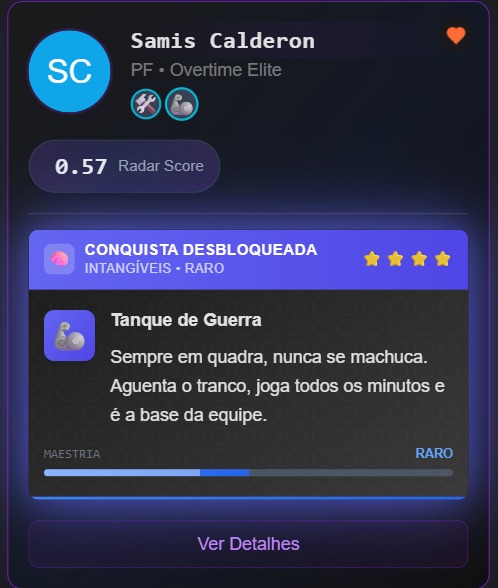 SC
Samis Calderon
PF • Overtime Elite
0.57 Radar Score
CONQUISTA DESBLOQUEADA
INTANGÍVEIS • RARO
Tanque de Guerra
Sempre em quadra, nunca se machuca.
Aguenta o tranco, joga todos os minutos e
é a base da equipe.
MAESTRIA RARO
Ver Detalhes